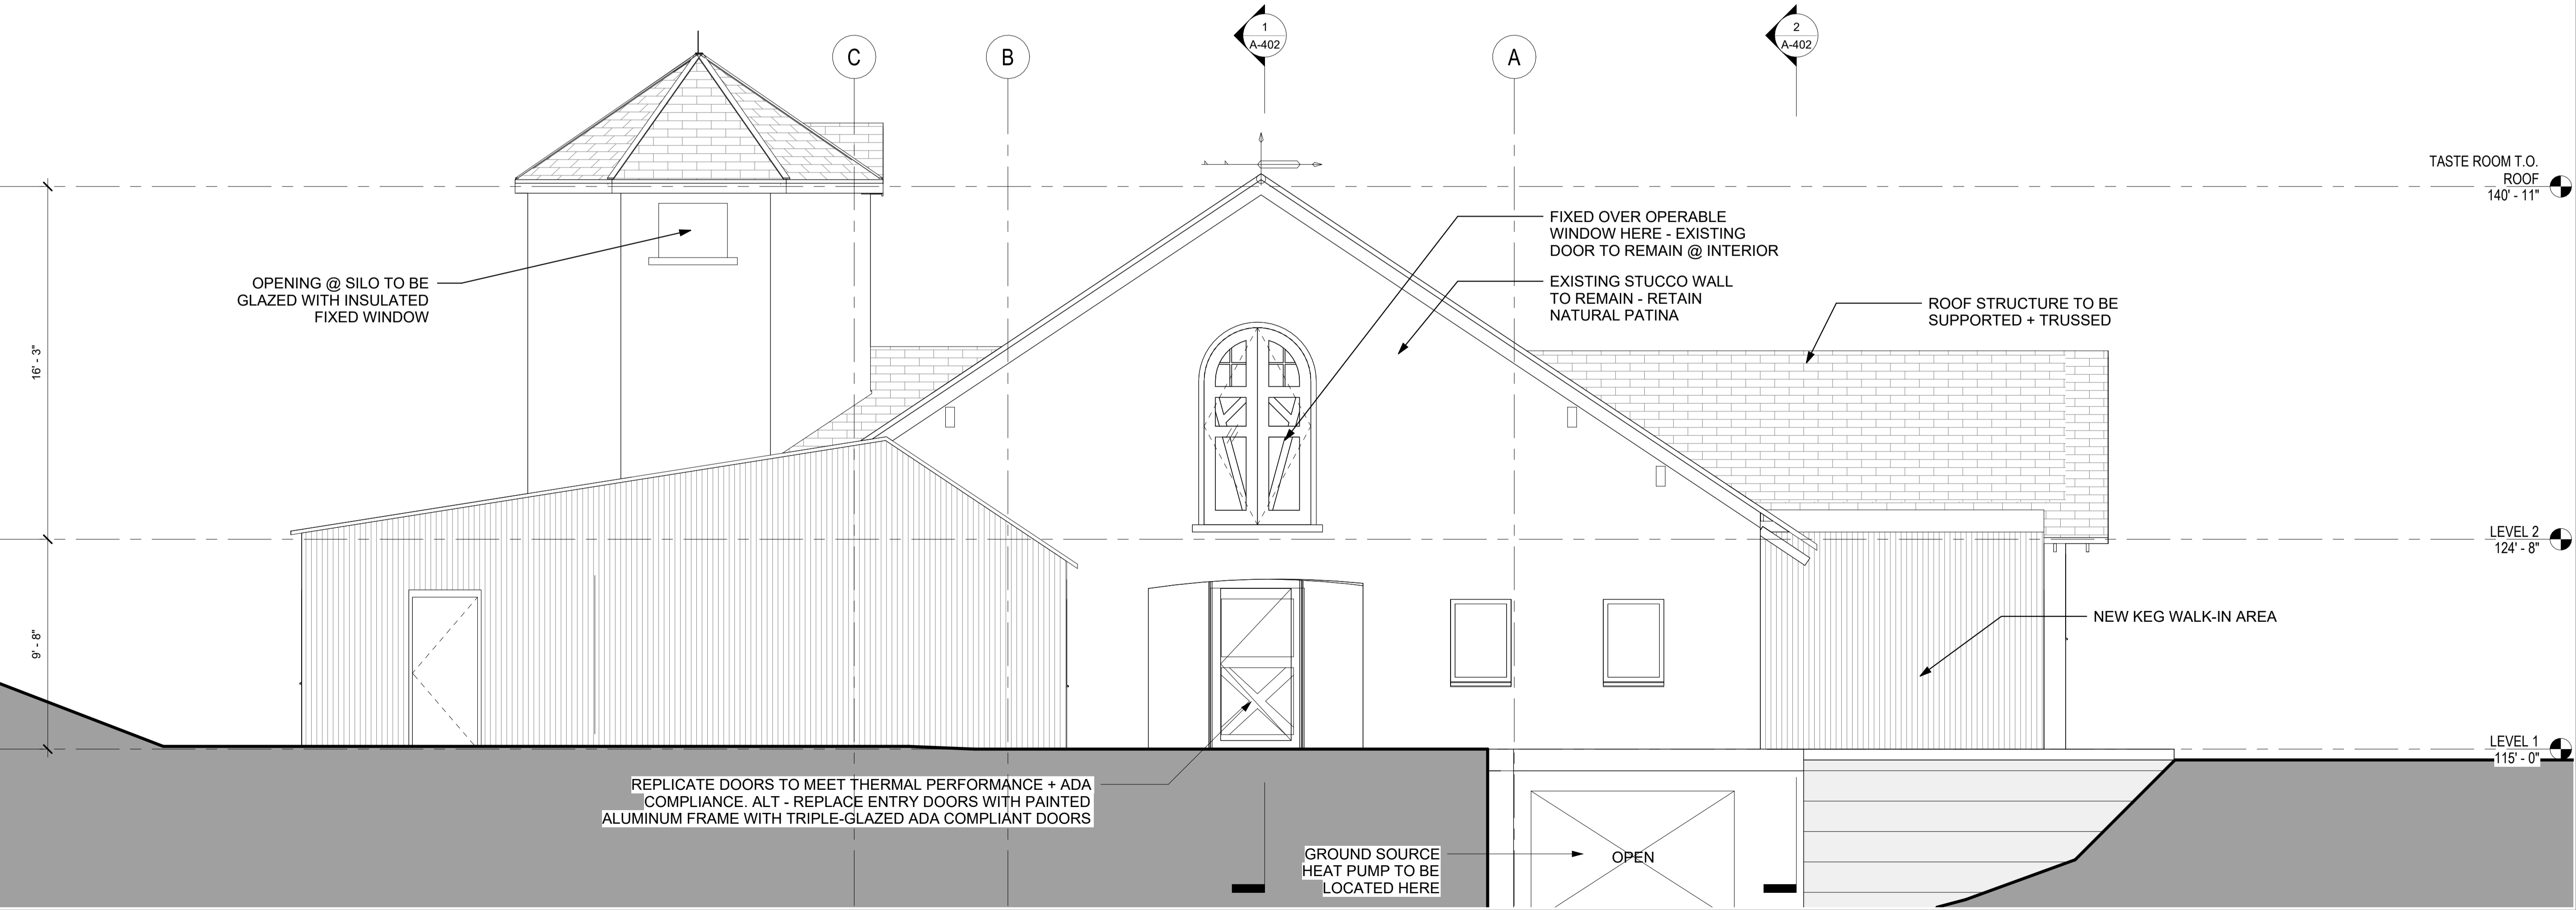 1
A-402
2
A-402
C
B
A
TASTE ROOM T.O.
ROOF
140' - 11"
FIXED OVER OPERABLE
WINDOW HERE - EXISTING
DOOR TO REMAIN @ INTERIOR
EXISTING STUCCO WALL
TO REMAIN - RETAIN
NATURAL PATINA
OPENING @ SILO TO BE
GLAZED WITH INSULATED
FIXED WINDOW
ROOF STRUCTURE TO BE
SUPPORTED + TRUSSED
16' - 3"
LEVEL 2
124' - 8"
9' - 8"
NEW KEG WALK-IN AREA
LEVEL 1
115' - 0"
REPLICATE DOORS TO MEET THERMAL PERFORMANCE + ADA
COMPLIANCE. ALT - REPLACE ENTRY DOORS WITH PAINTED
ALUMINUM FRAME WITH TRIPLE-GLAZED ADA COMPLIANT DOORS
GROUND SOURCE
HEAT PUMP TO BE
LOCATED HERE
OPEN